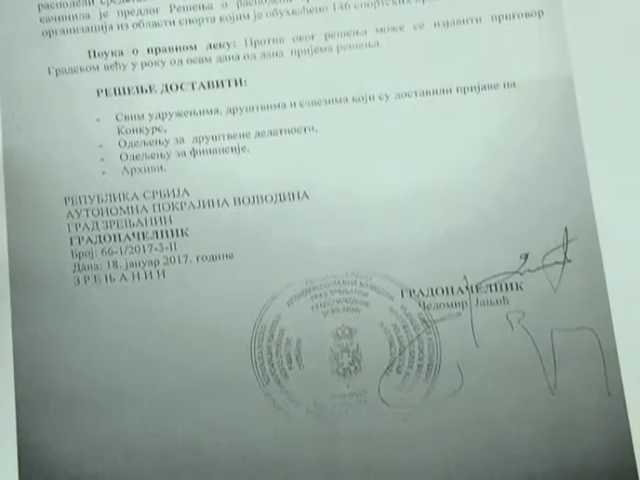 расподели
сачинила је предлог Решења о расподели
организација из области спорта којим је обухваћено 146 спортских
Поука о правном леку: Против овог решења може се изјавити приговор
Градском већу у року од осам дана од дана пријема решења.
РЕШЕЊЕ ДОСТАВИТИ:
- Свим удружењима, друштвима и савезима који су доставили пријаве на
Конкурс,
- Одељењу за друштвене делатности,
- Одељењу за финансије,
- Архиви.
РЕПУБЛИКА СРБИЈА
АУТОНОМНА ПОКРАЈИНА ВОЈВОДИНА
ГРАД ЗРЕЊАНИН
ГРАДОНАЧЕЛНИК
Број: 66-1/2017-3-II
Дана: 18. јануар 2017. године
З Р Е Њ А Н И Н
ГРАДОНАЧЕЛНИК
Чедомир Јањић